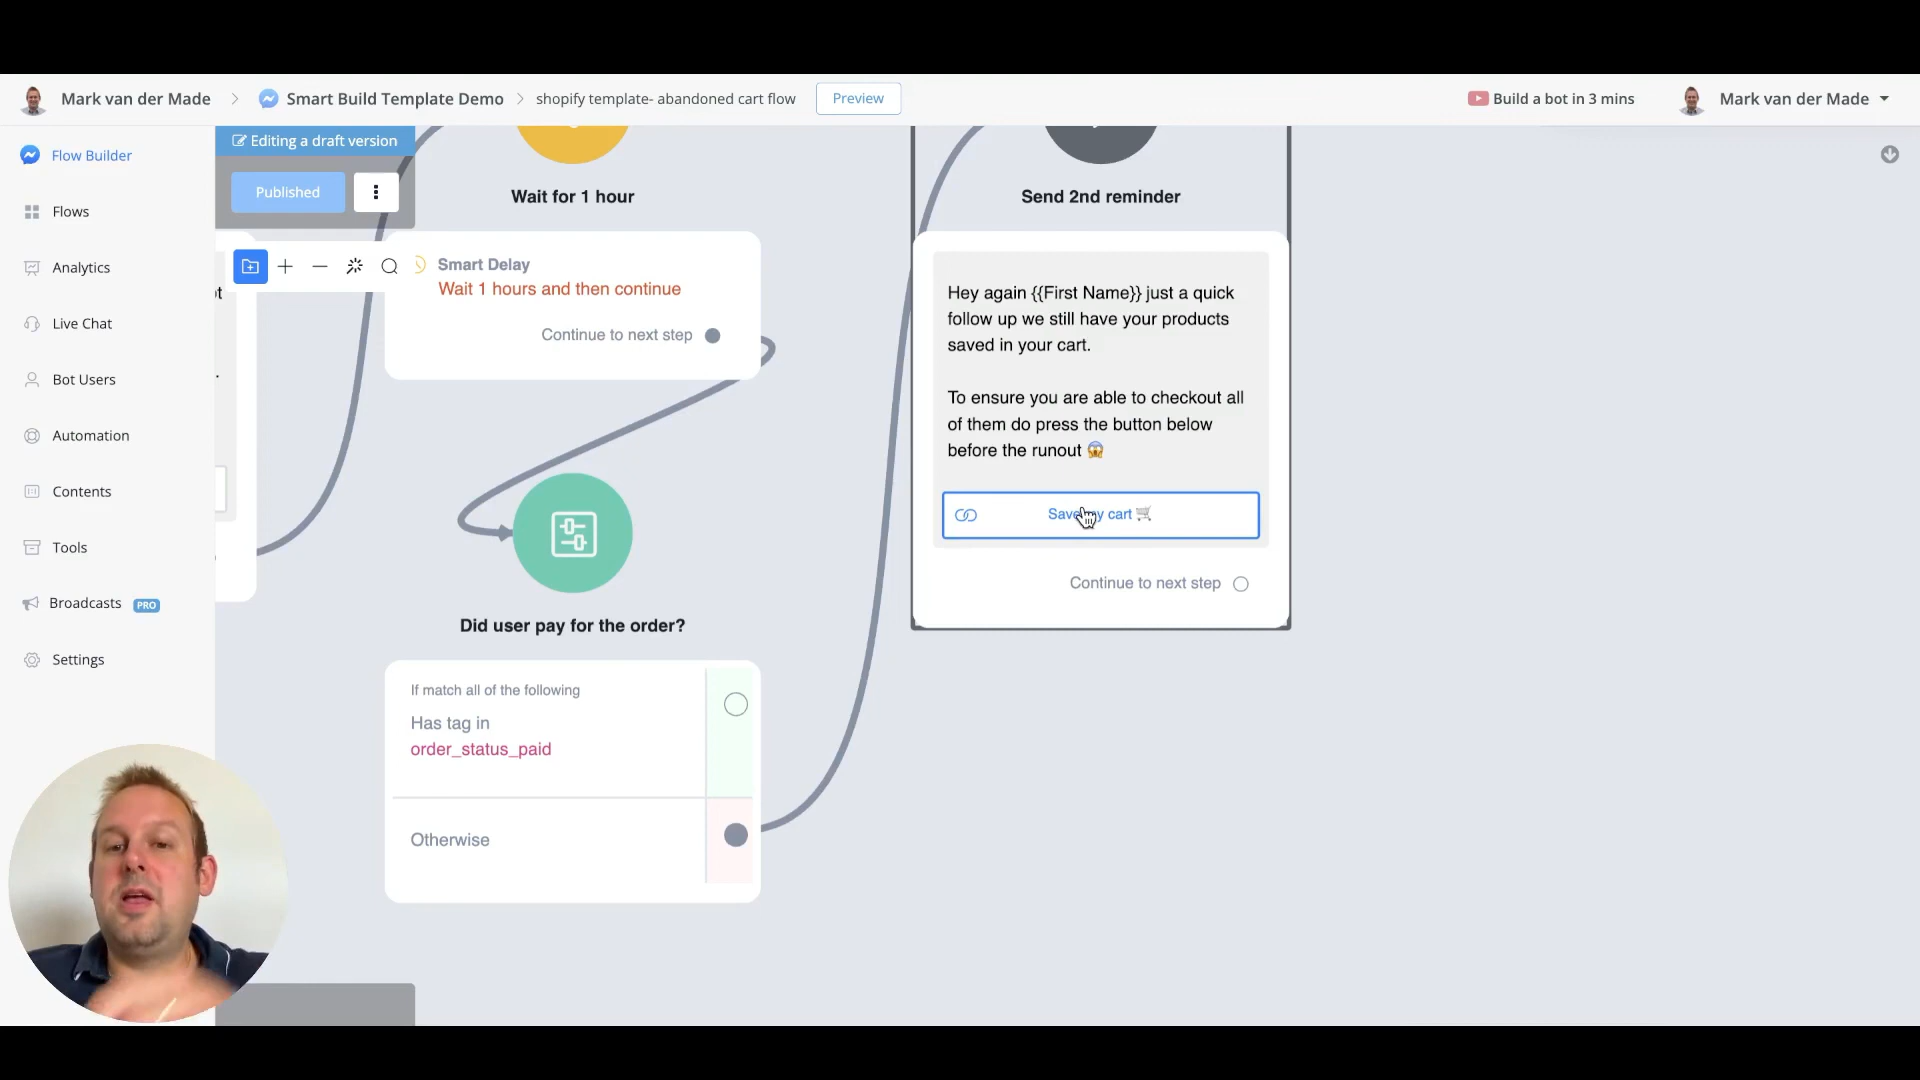 Mark van der Made
Smart Build Template Demo
shopify template- abandoned cart flow
Preview
Build a bot in 3 mins
Mark van der Made
Flow Builder
Flows
Analytics
Live Chat
Bot Users
Automation
Contents
Tools
Broadcasts PRO
Settings
Editing a draft version
Published
Wait for 1 hour
Smart Delay
Wait 1 hours and then continue
Continue to next step
Did user pay for the order?
If match all of the following
Has tag in
order_status_paid
Otherwise
Send 2nd reminder
Hey again {{First Name}} just a quick
follow up we still have your products
saved in your cart.
To ensure you are able to checkout all
of them do press the button below
before the runout 😱
Save my cart 🛒
Continue to next step